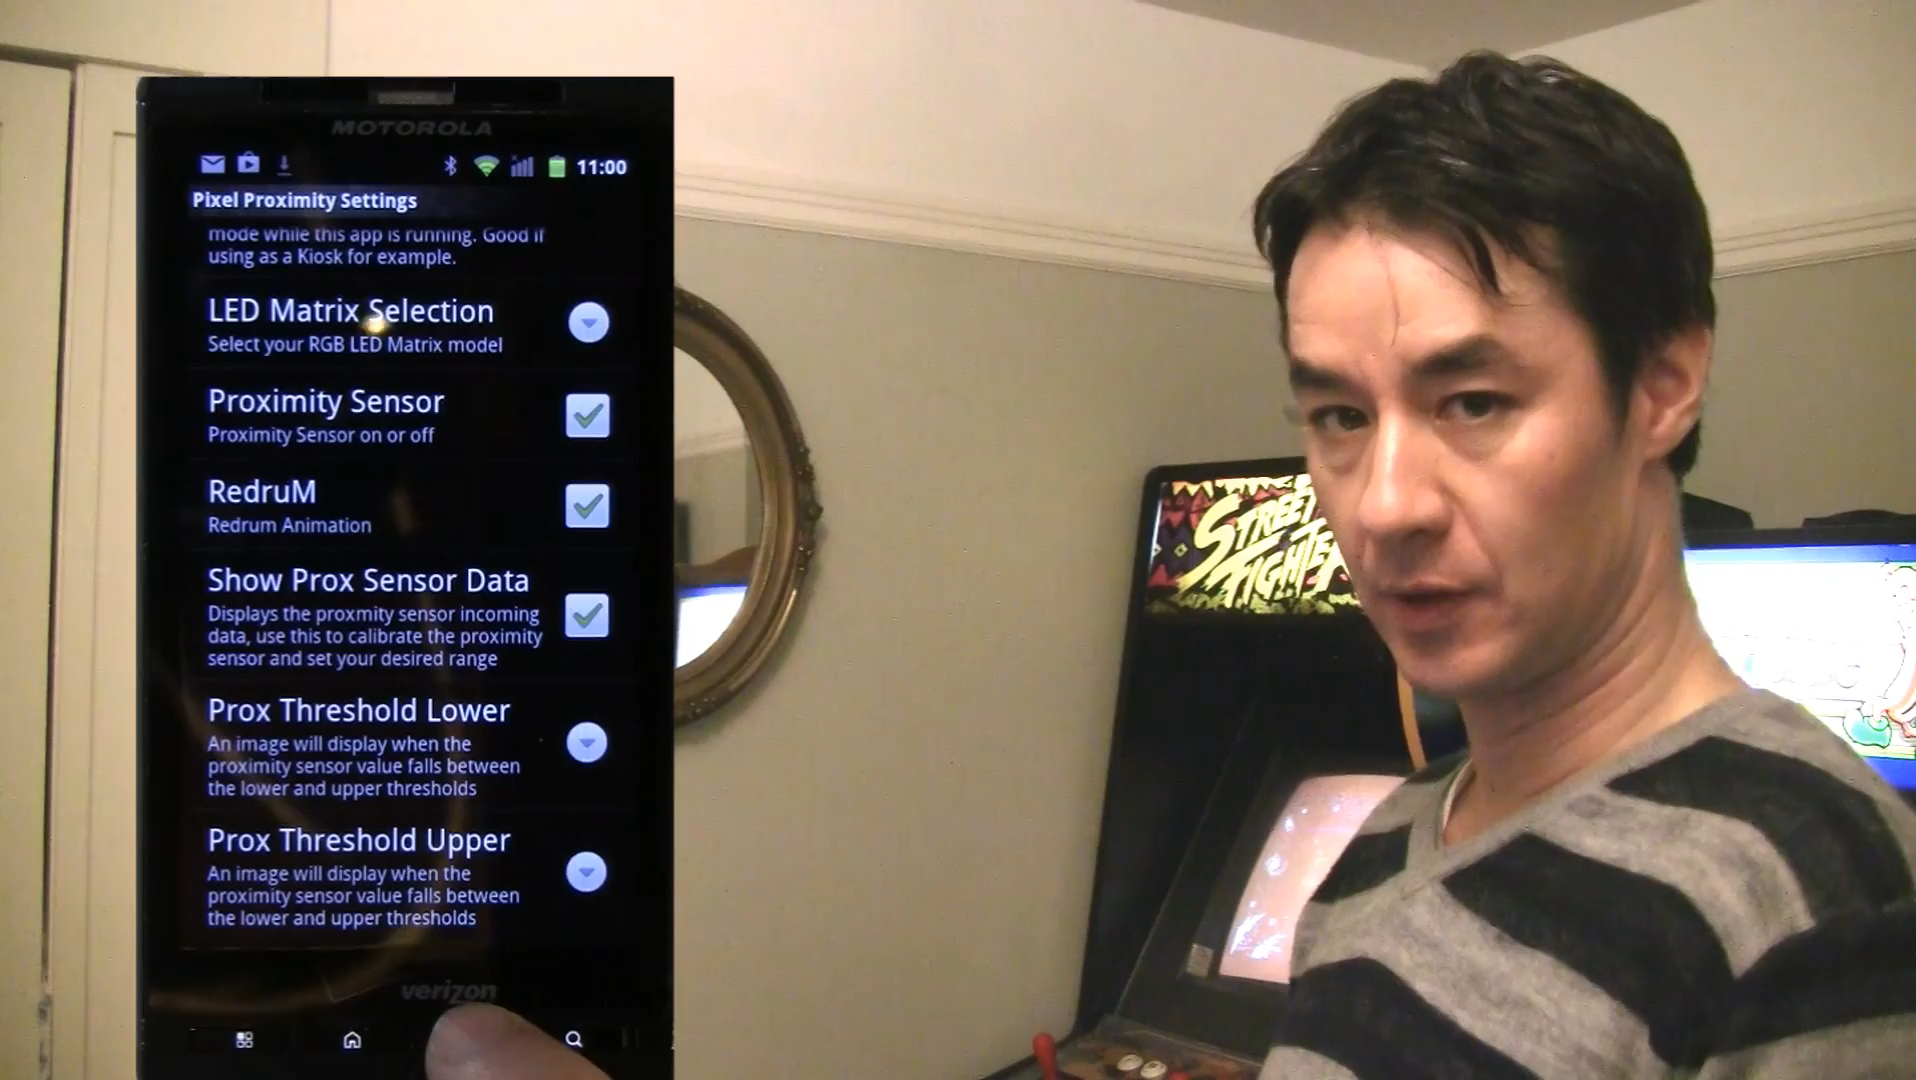 MOTOROLA
11:00
Pixel Proximity Settings
mode while this app is running. Good if
using as a Kiosk for example.
LED Matrix Selection
Select your RGB LED Matrix model
Proximity Sensor
Proximity Sensor on or off
RedruM
Redrum Animation
Show Prox Sensor Data
Displays the proxmity sensor incoming
data, use this to calibrate the proximity
sensor and set your desired range
Prox Threshold Lower
An image will display when the
proximity sensor value falls between
the lower and upper thresholds
Prox Threshold Upper
An image will display when the
proximity sensor value falls between
the lower and upper thresholds
verizon
STREET
FIGHTER